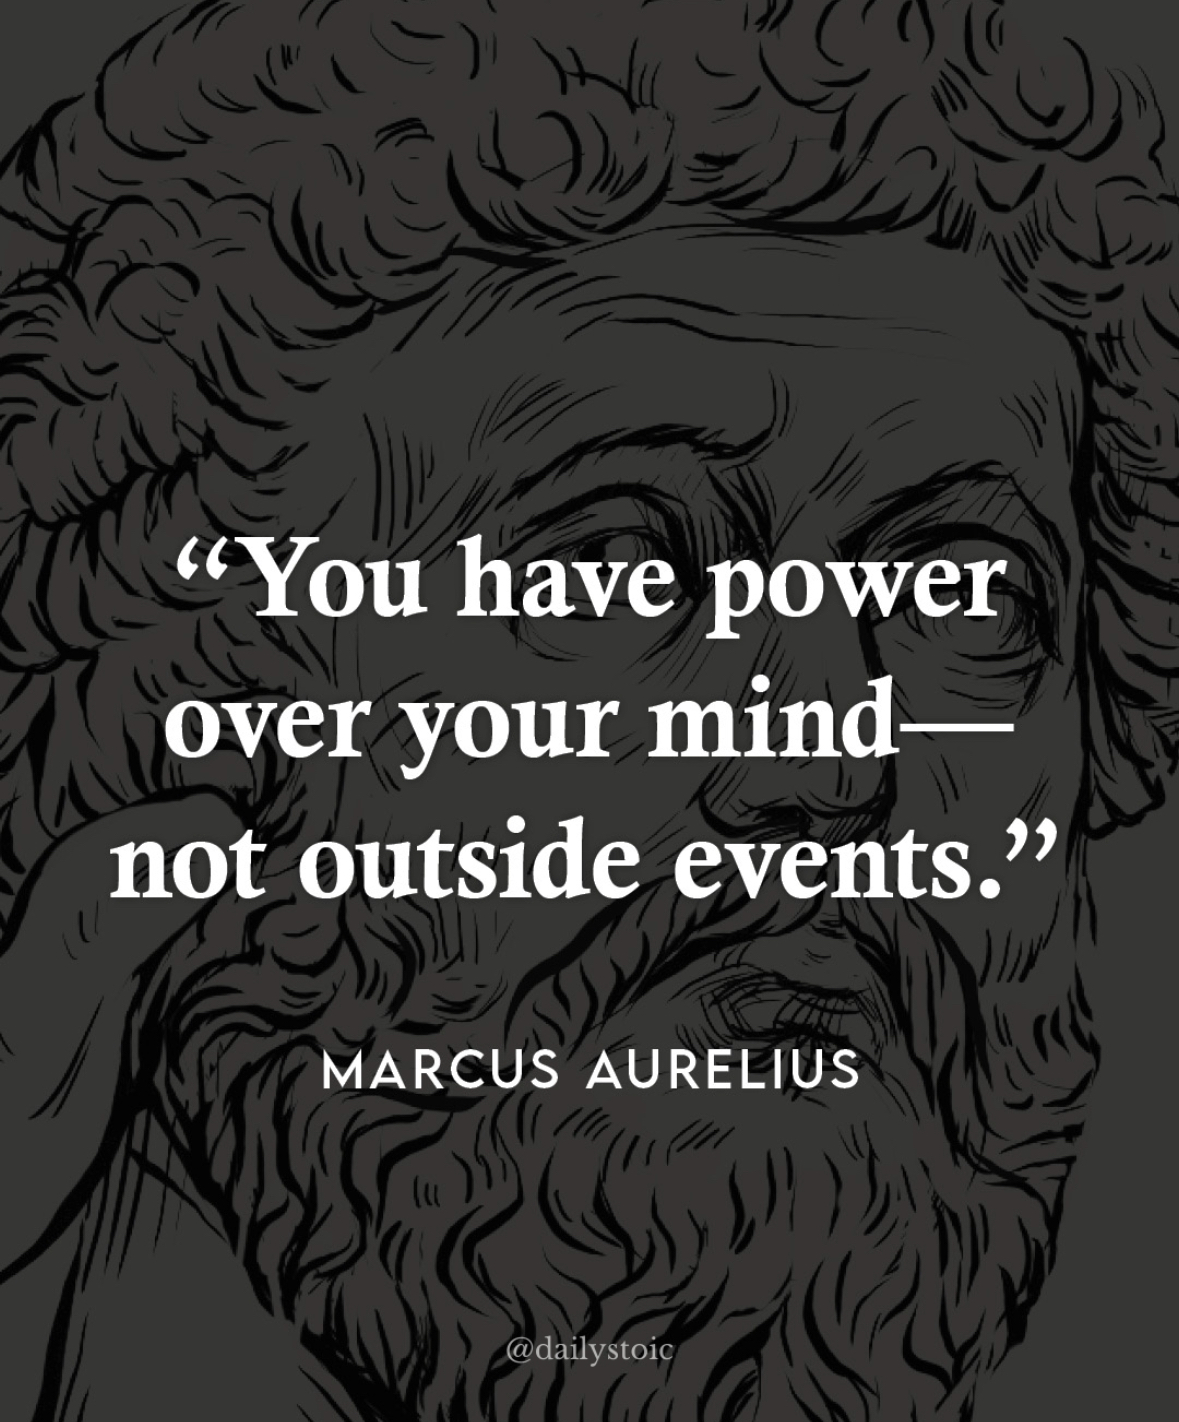 “You have power
over your mind—
not outside events.”
MARCUS AURELIUS
@dailystoic